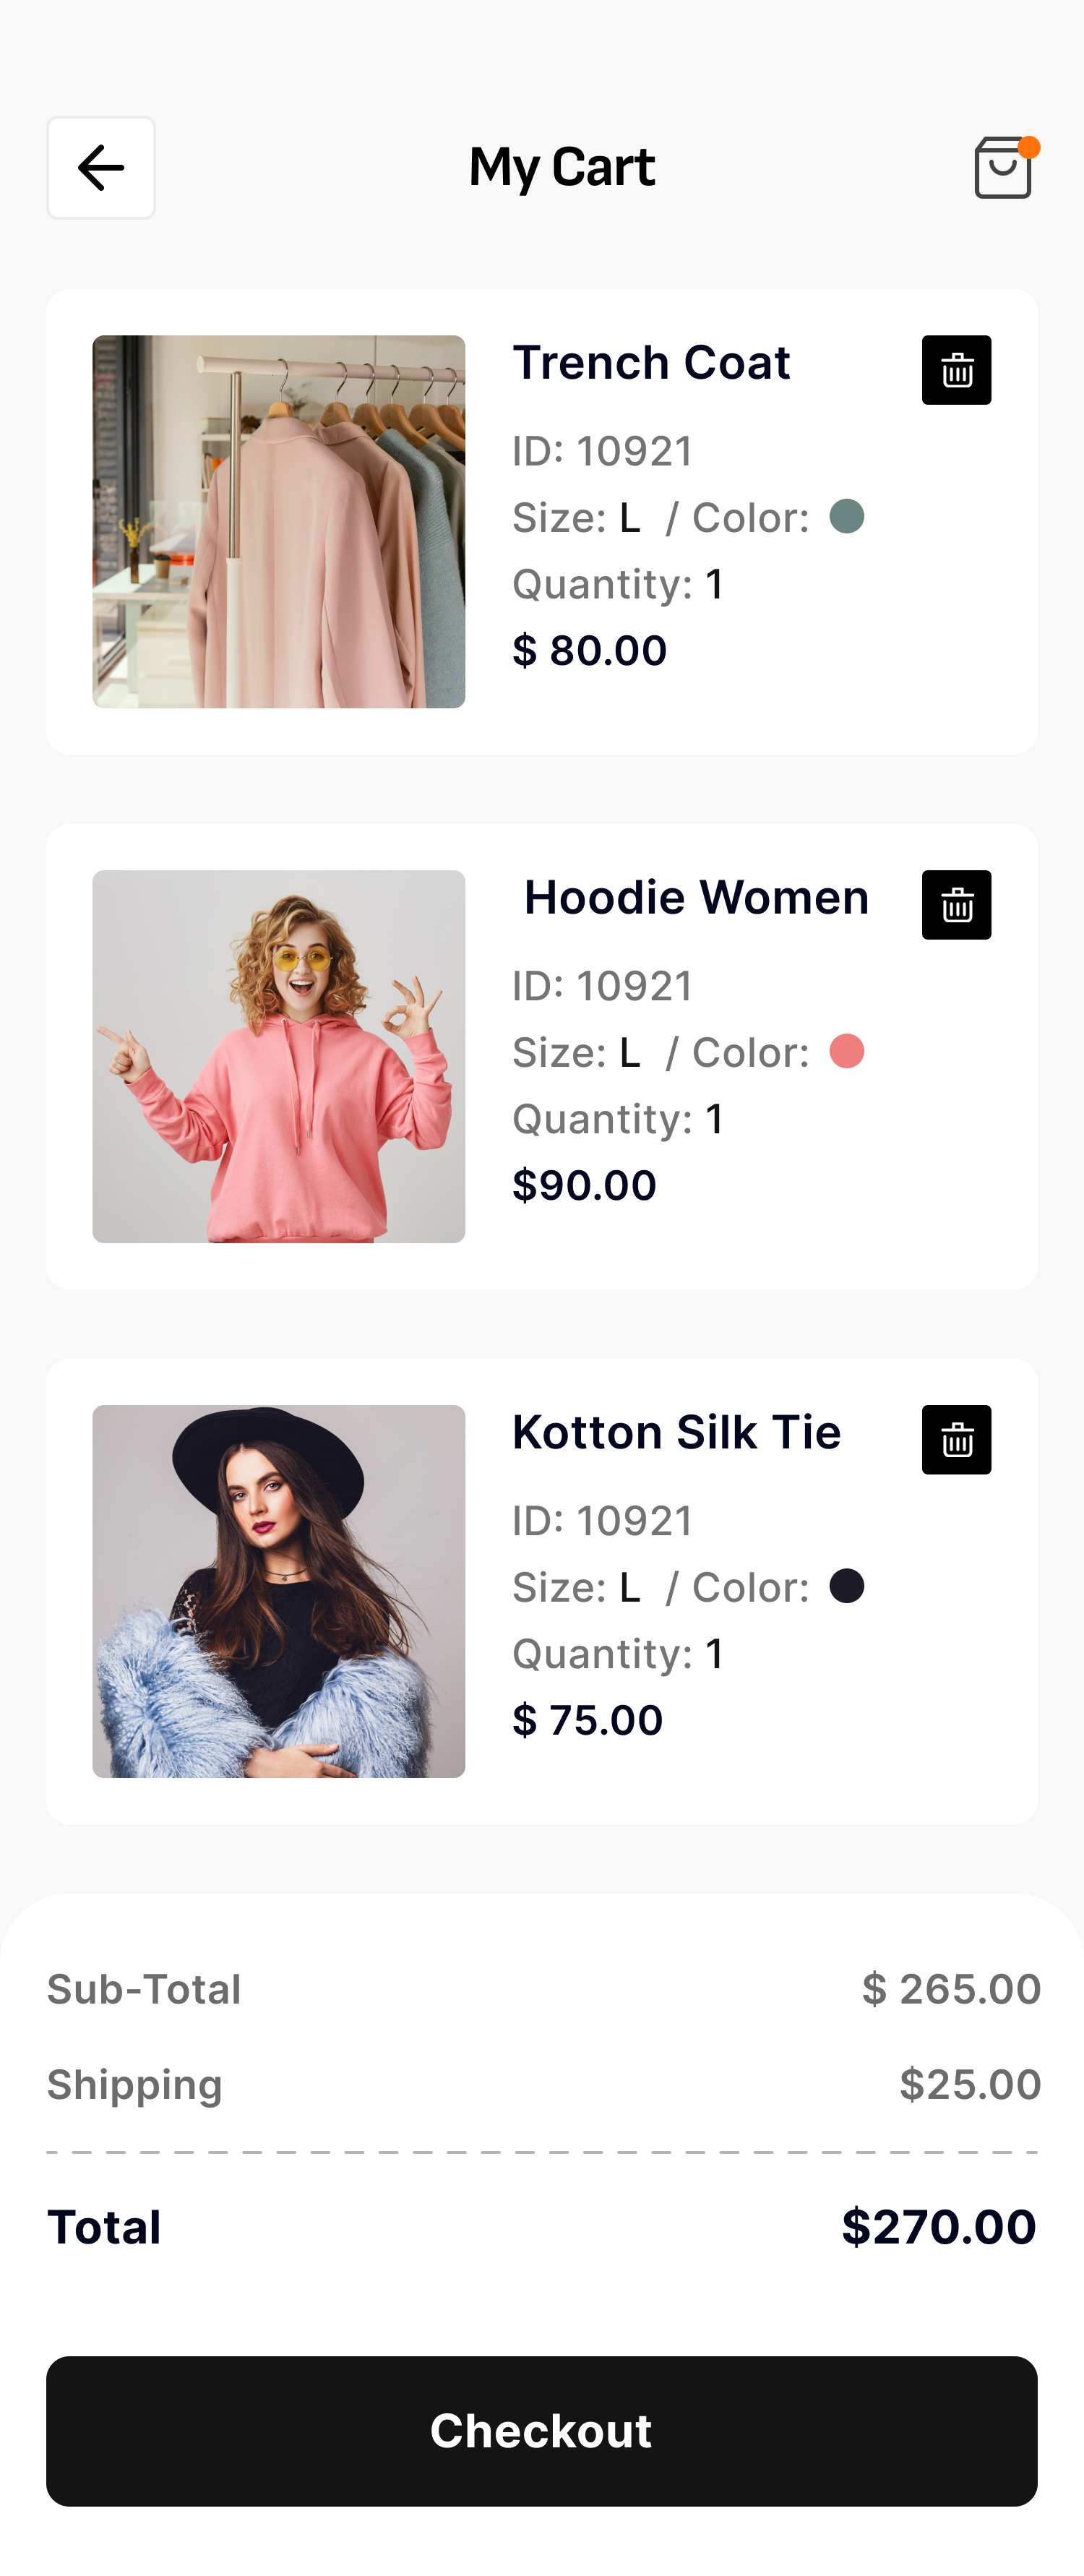 My Cart
Trench Coat
ID: 10921
Size: L / Color:
Quantity: 1
$ 80.00
Hoodie Women
ID: 10921
Size: L / Color:
Quantity: 1
$90.00
Kotton Silk Tie
ID: 10921
Size: L / Color:
Quantity: 1
$ 75.00
Sub-Total $ 265.00
Shipping $25.00
Total $270.00
Checkout